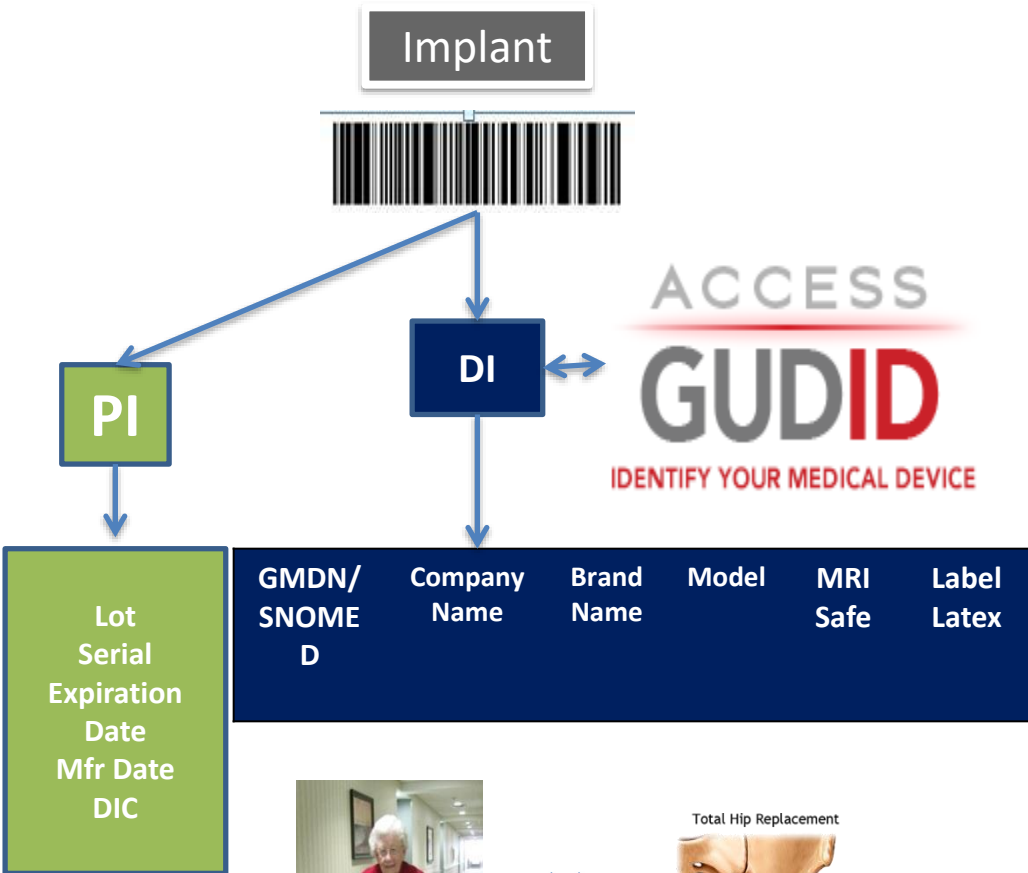 Implant
ACCESS
GUDID
IDENTIFY YOUR MEDICAL DEVICE
DI
PI
GMDN/
SNOME
D
Company
Name
Brand
Name
Model
MRI
Safe
Label
Latex
Lot
Serial
Expiration
Date
Mfr Date
DIC
Total Hip Replacement